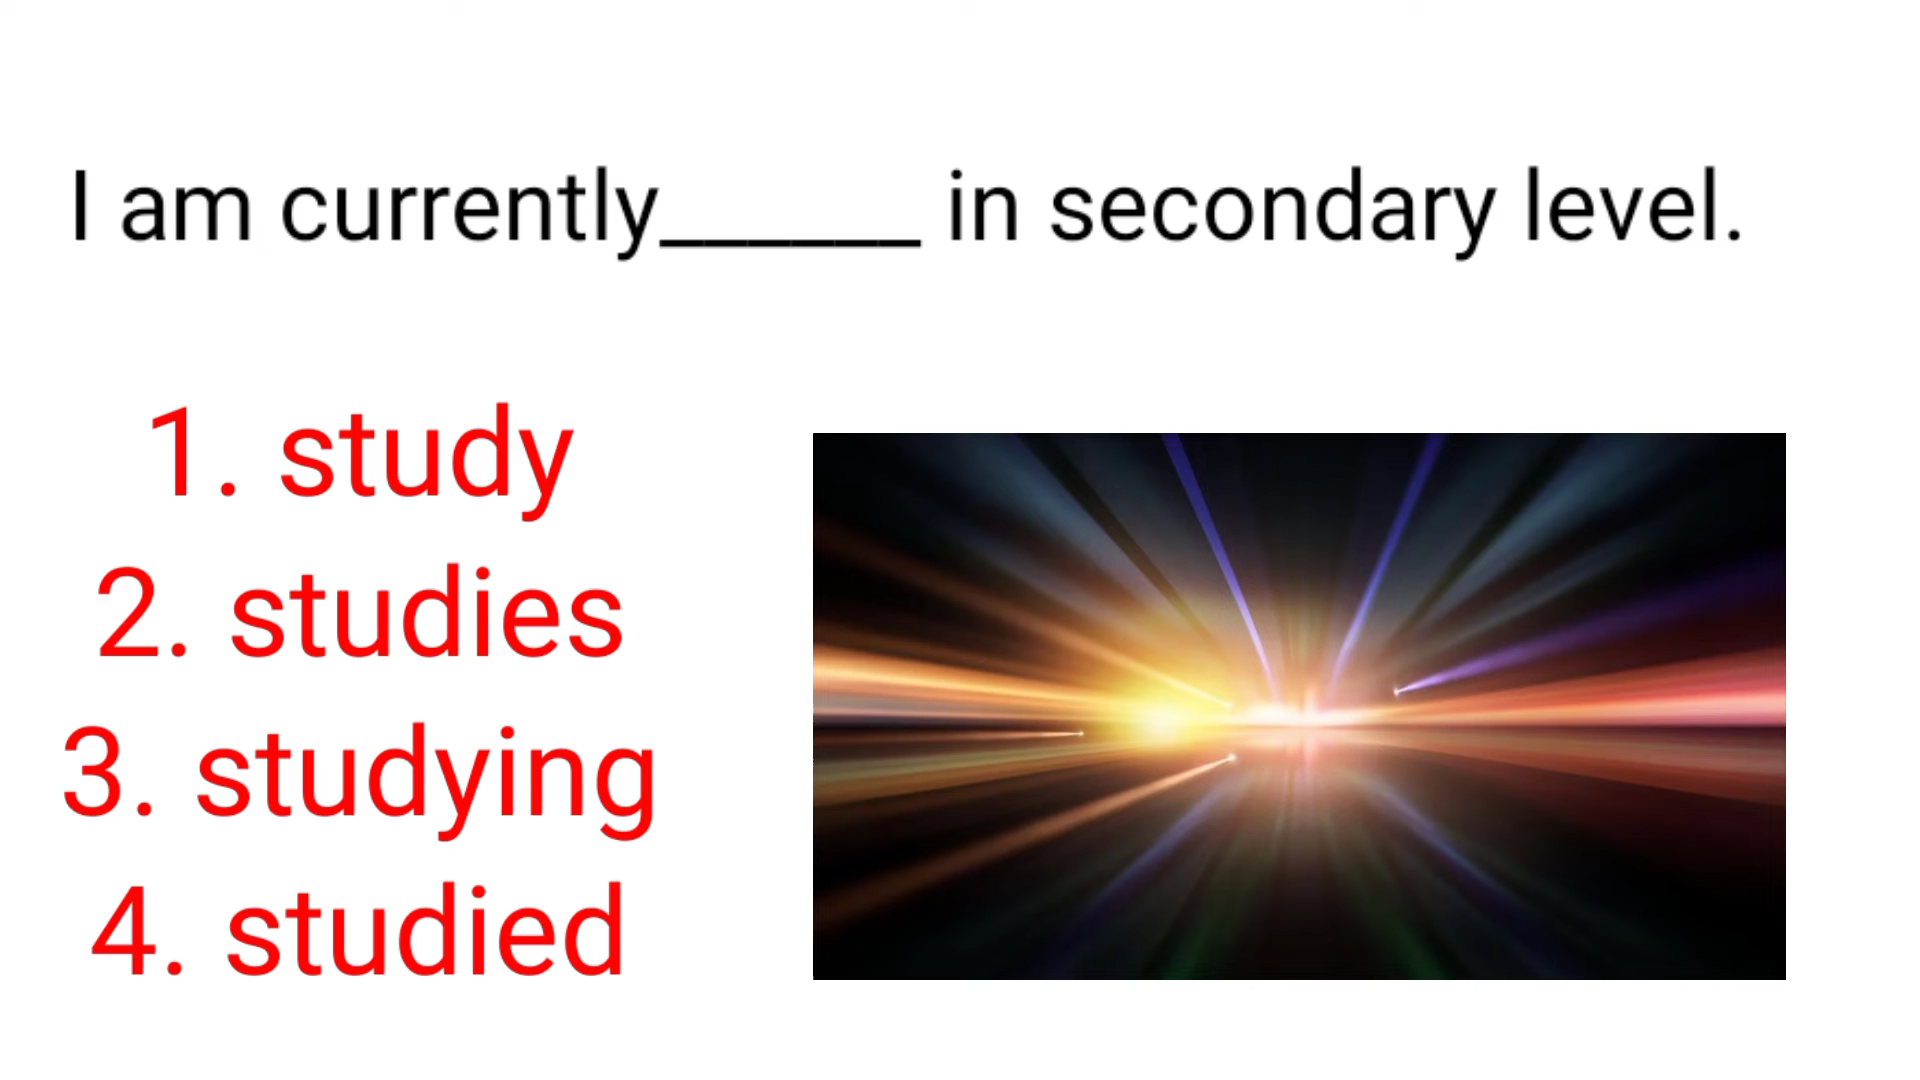 I am currently______ in secondary level.
1. study
2. studies
3. studying
4. studied